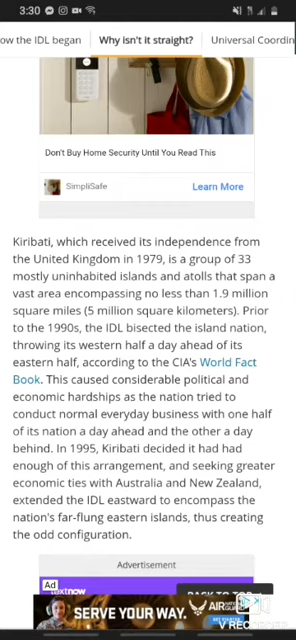 3:30
ow the IDL began Why isn't it straight? Universal Coordin
Don't Buy Home Security Until You Read This
SimpliSafe Learn More
Kiribati, which received its independence from
the United Kingdom in 1979, is a group of 33
mostly uninhabited islands and atolls that span a
vast area encompassing no less than 1.9 million
square miles (5 million square kilometers). Prior
to the 1990s, the IDL bisected the island nation,
throwing its western half a day ahead of its
eastern half, according to the CIA's World Fact
Book. This caused considerable political and
economic hardships as the nation tried to
conduct normal everyday business with one half
of its nation a day ahead and the other a day
behind. In 1995, Kiribati decided it had had
enough of this arrangement, and seeking greater
economic ties with Australia and New Zealand,
extended the IDL eastward to encompass the
nation's far-flung eastern islands, thus creating
the odd configuration.
Advertisement
Ad
textnow BACK TO TOP
SERVE YOUR WAY. AIR
GET STARTED